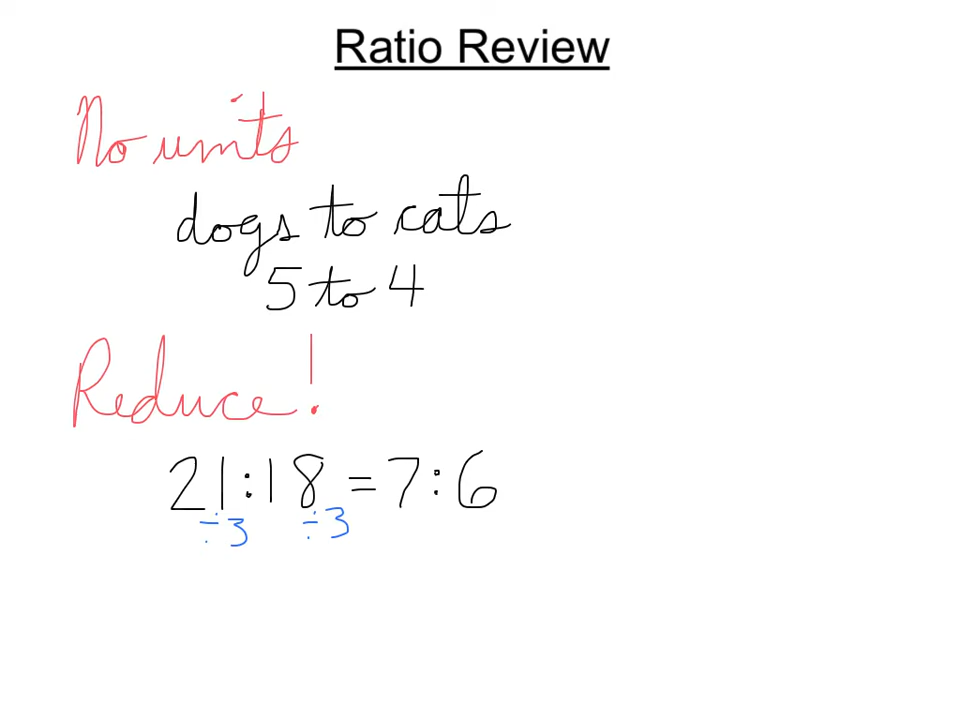 Ratio Review
No units
dogs to cats
5 to 4
Reduce!
21:18 = 7:6
÷3 ÷3